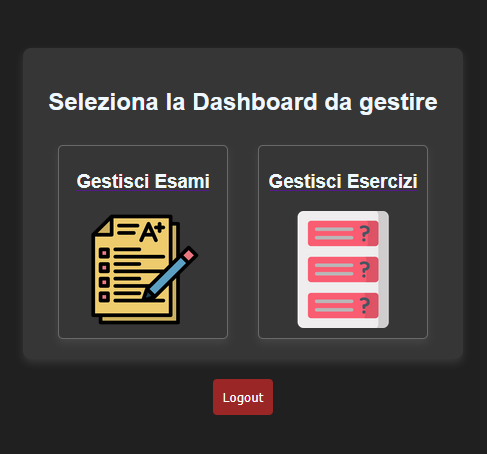 Seleziona la Dashboard da gestire
Gestisci Esami
Gestisci Esercizi
A+
?
?
?
Logout